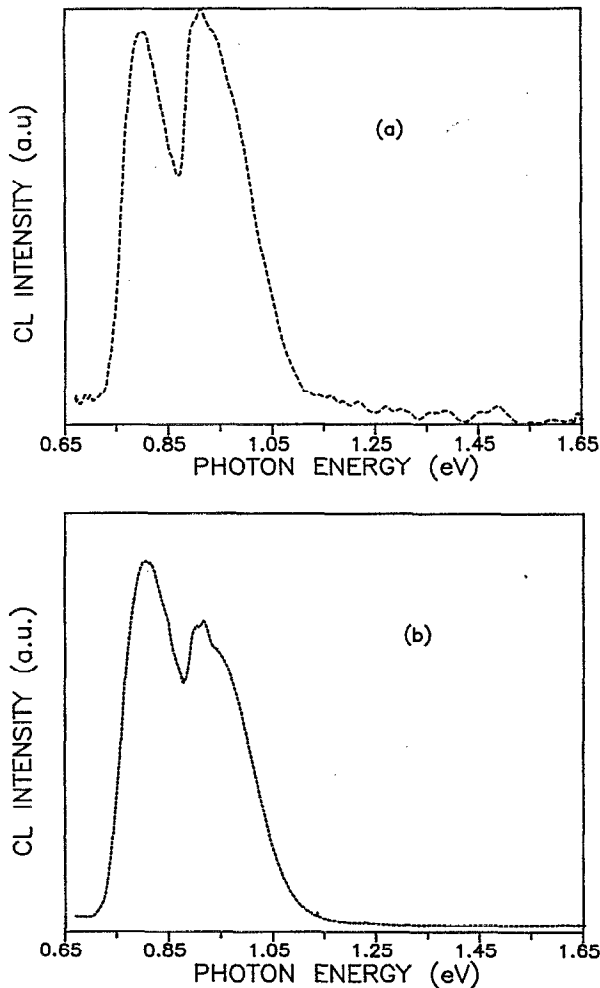 CL INTENSITY (a.u)
(a)
0.65 0.85 1.05 1.25 1.45 1.65
PHOTON ENERGY (eV)
CL INTENSITY (a.u.)
(b)
0.65 0.85 1.05 1.25 1.45 1.65
PHOTON ENERGY (eV)